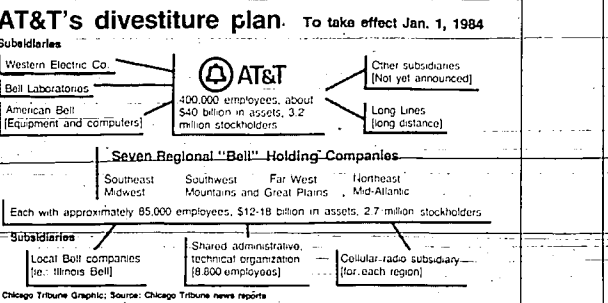 AT&T's divestiture plan. To take effect Jan. 1, 1984
Subsidiaries
Western Electric Co.
Bell Laboratories
American Bell
[Equipment and computers]
AT&T
400,000 employees, about
$40 billion in assets, 3.2
million stockholders
Other subsidiaries
[Not yet announced]
Long Lines
[long distance]
Seven Regional "Bell" Holding Companies
Southeast Southwest Far West Northeast
Midwest Mountains and Great Plains Mid-Atlantic
Each with approximately 85,000 employees, $12-18 billion in assets, 2.7 million stockholders
Subsidiaries
Local Bell companies
[ie.: Illinois Bell]
Shared administrative,
technical organization
[8,800 employees]
Cellular-radio subsidiary
[for each region]
Chicago Tribune Graphic; Source: Chicago Tribune news reports